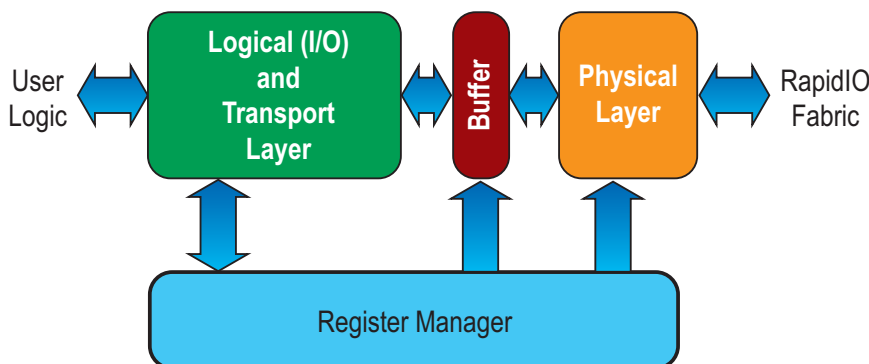 User
Logic
Logical (I/O)
and
Transport
Layer
Buffer
Physical
Layer
RapidIO
Fabric
Register Manager